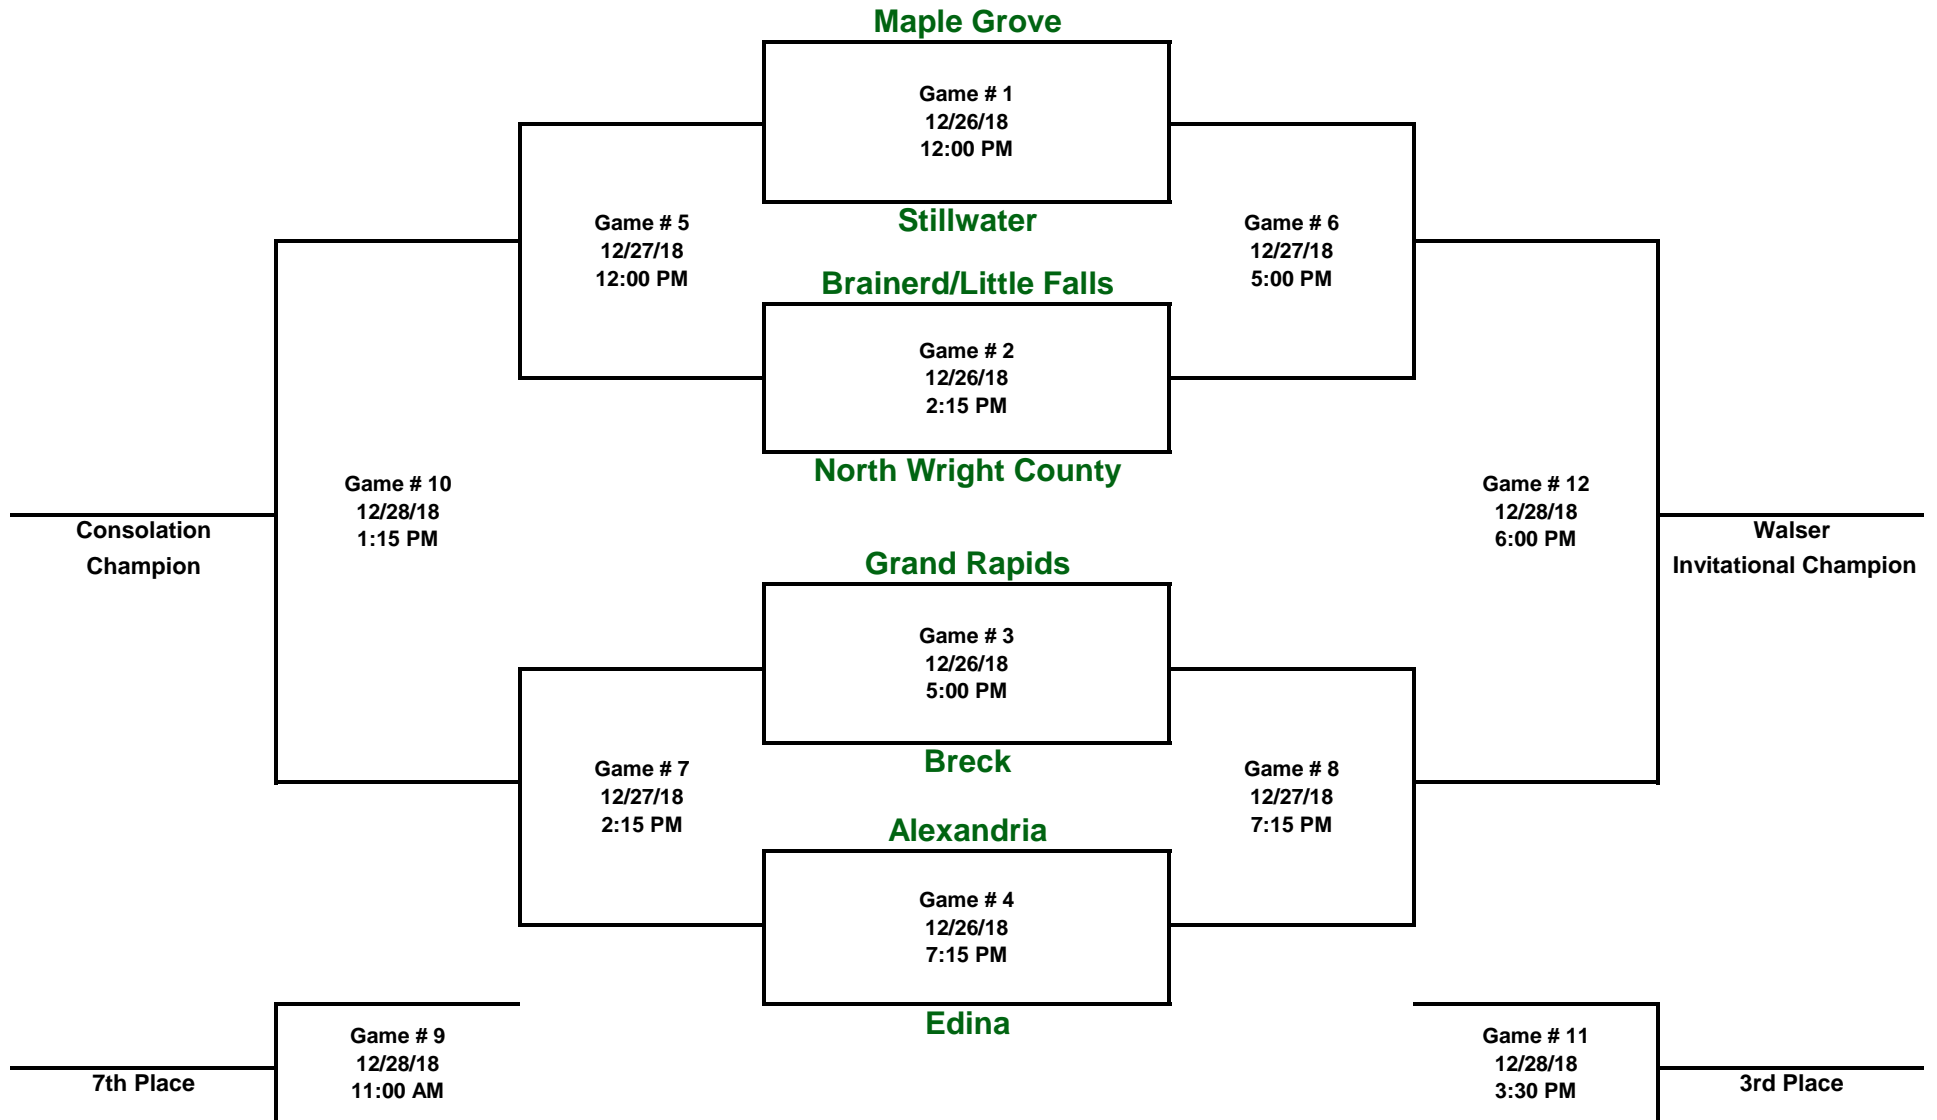 Maple Grove
Game # 1
12/26/18
12:00 PM
Stillwater
Game # 5
12/27/18
12:00 PM
Game # 6
12/27/18
5:00 PM
Brainerd/Little Falls
Game # 2
12/26/18
2:15 PM
North Wright County
Game # 10
12/28/18
1:15 PM
Game # 12
12/28/18
6:00 PM
Consolation
Champion
Walser
Invitational Champion
Grand Rapids
Game # 3
12/26/18
5:00 PM
Breck
Game # 7
12/27/18
2:15 PM
Game # 8
12/27/18
7:15 PM
Alexandria
Game # 4
12/26/18
7:15 PM
Edina
Game # 9
12/28/18
11:00 AM
7th Place
Game # 11
12/28/18
3:30 PM
3rd Place